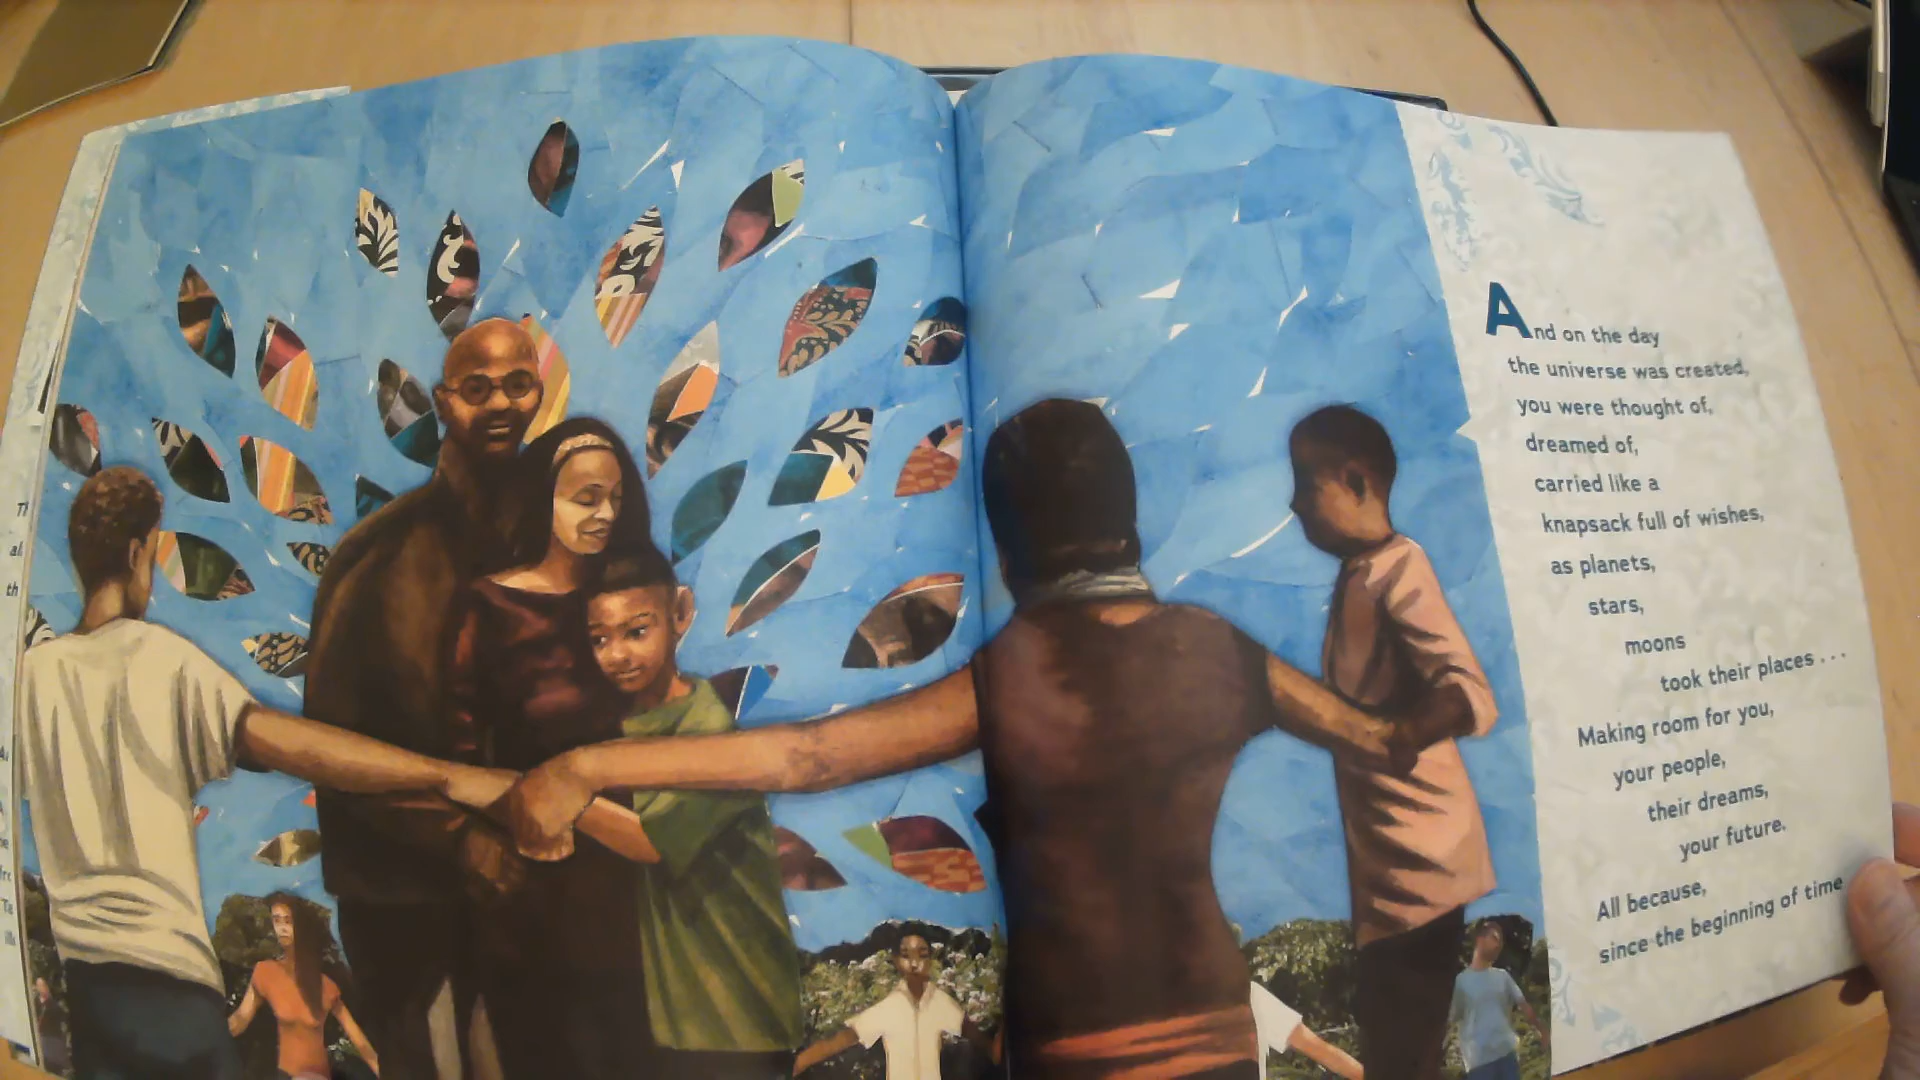 And on the day
the universe was created,
you were thought of,
dreamed of,
carried like a
knapsack full of wishes,
as planets,
stars,
moons
took their places . . .
Making room for you,
your people,
their dreams,
your future.
All because,
since the beginning of time